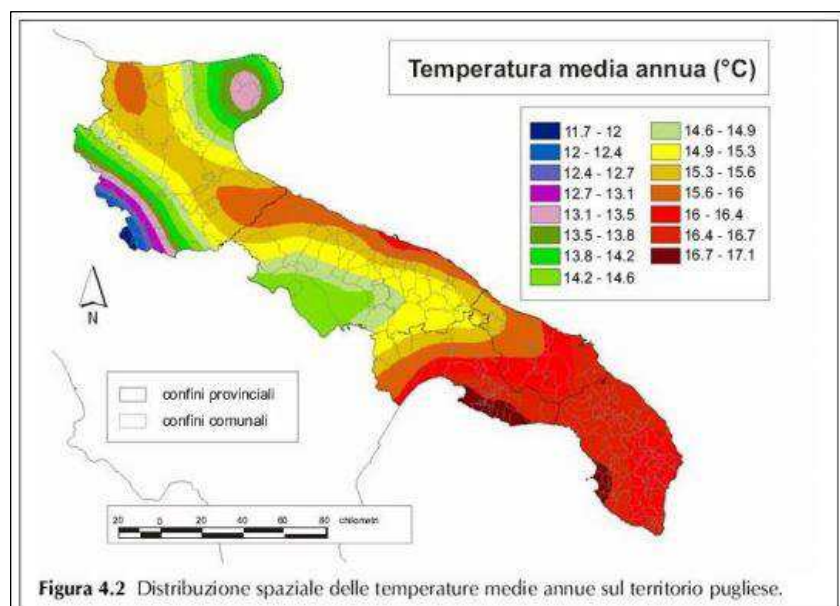 Temperatura media annua (°C)
11.7 - 12
12 - 12.4
12.4 - 12.7
12.7 - 13.1
13.1 - 13.5
13.5 - 13.8
13.8 - 14.2
14.2 - 14.6
14.6 - 14.9
14.9 - 15.3
15.3 - 15.6
15.6 - 16
16 - 16.4
16.4 - 16.7
16.7 - 17.1
N
confini provinciali
confini comunali
20 0 20 40 60 80 chilometri
Figura 4.2 Distribuzione spaziale delle temperature medie annue sul territorio pugliese.